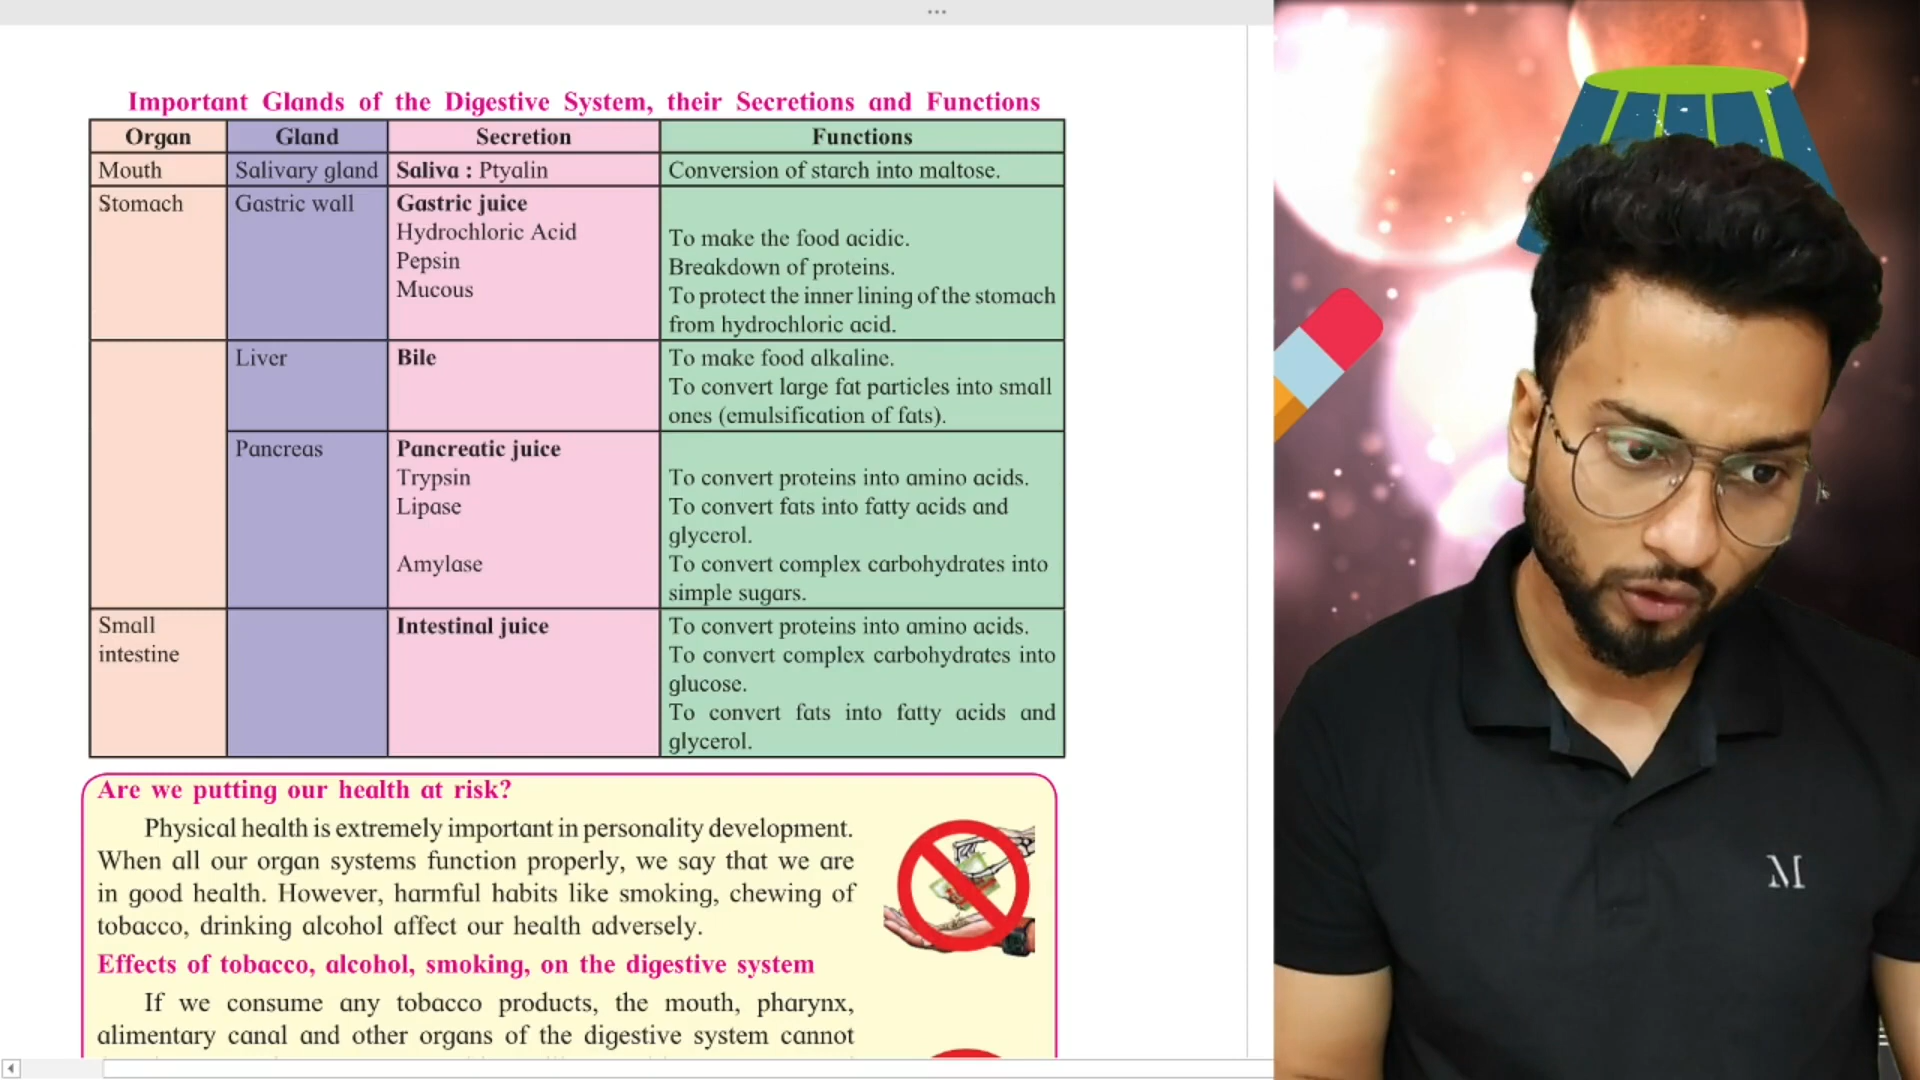 ...
Important Glands of the Digestive System, their Secretions and Functions
Organ Gland Secretion Functions
Mouth Salivary gland Saliva : Ptyalin Conversion of starch into maltose.
Stomach Gastric wall Gastric juice
Hydrochloric Acid To make the food acidic.
Pepsin Breakdown of proteins.
Mucous To protect the inner lining of the stomach
from hydrochloric acid.
Liver Bile To make food alkaline.
To convert large fat particles into small
ones (emulsification of fats).
Pancreas Pancreatic juice
Trypsin To convert proteins into amino acids.
Lipase To convert fats into fatty acids and
glycerol.
Amylase To convert complex carbohydrates into
simple sugars.
Small Intestinal juice To convert proteins into amino acids.
intestine To convert complex carbohydrates into
glucose.
To convert fats into fatty acids and
glycerol.
Are we putting our health at risk?
Physical health is extremely important in personality development.
When all our organ systems function properly, we say that we are
in good health. However, harmful habits like smoking, chewing of
tobacco, drinking alcohol affect our health adversely.
Effects of tobacco, alcohol, smoking, on the digestive system
If we consume any tobacco products, the mouth, pharynx,
alimentary canal and other organs of the digestive system cannot
M